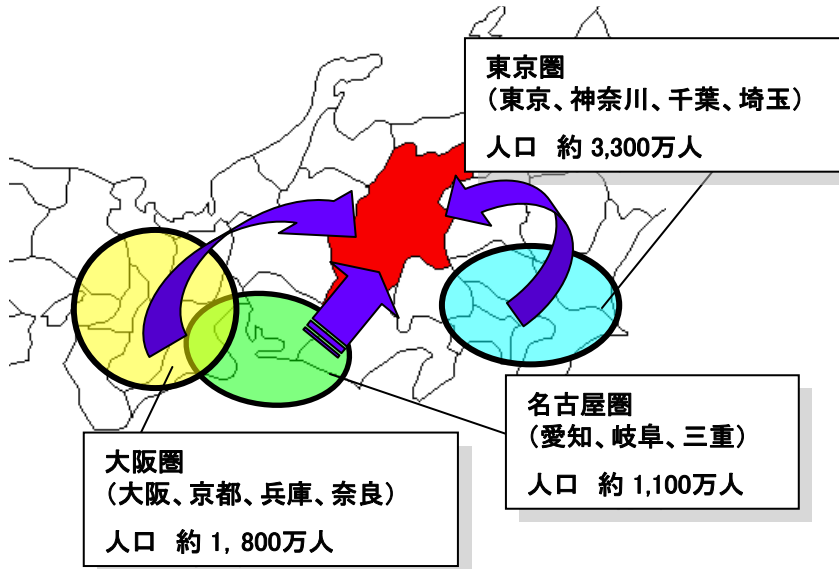 東京圏
（東京、神奈川、千葉、埼玉）
人口　約 3,300万人
名古屋圏
（愛知、岐阜、三重）
人口　約 1,100万人
大阪圏
（大阪、京都、兵庫、奈良）
人口　約 1，800万人